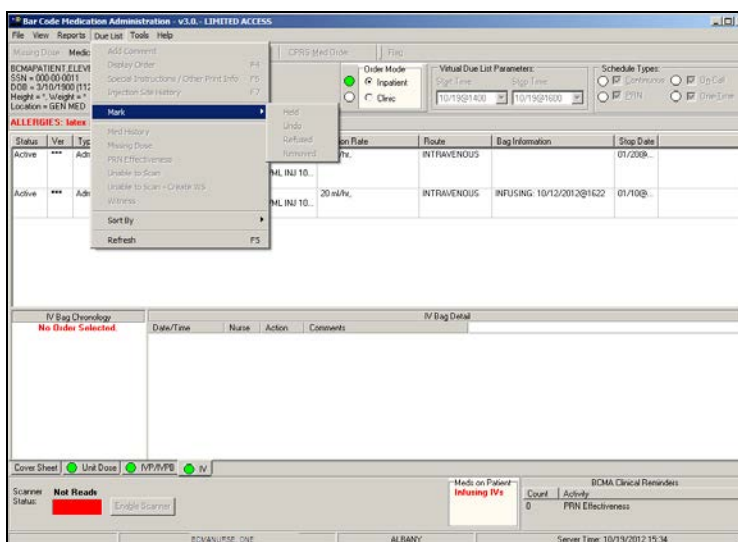 Bar Code Medication Administration - v3.0.- LIMITED ACCESS
File View Reports Due List Tools Help
Missing Dose Medic CPRS Med Order Flag
Add Comment
Display Order F4
Special Instructions / Other Print Info F6
Injection Site History F7
Mark
Held
Undo
Refused
Removed
Med History
Missing Dose
PRN Effectiveness
Unable to Scan
Unable to Scan - Create WS
Witness
Sort By
Refresh F5
BCMAPATIENT,ELEVE
SSN = 000-00-0011
DOB = 3/10/1900 (112
Height = *, Weight = *
Location = GEN MED
Order Mode
Inpatient
Clinic
Virtual Due List Parameters:
Start Time Stop Time
10/19@1400 10/19@1600
Schedule Types:
Continuous On-Call
PRN One-Time
ALLERGIES: latex
Status Ver Typ ion Rate Route Bag Information Stop Date
Active *** Adm /hr, INTRAVENOUS 01/20@...
/ML INJ 10...
Active *** Adm 20 ml/hr, INTRAVENOUS INFUSING: 10/12/2012@1622 01/10@...
/ML INJ 10...
IV Bag Chronology IV Bag Detail
No Order Selected. Date/Time Nurse Action Comments
Cover Sheet Unit Dose IVP/IVPB IV
Scanner Status: Not Ready
Enable Scanner
Meds on Patient
Infusing IVs
BCMA Clinical Reminders
Count Activity
0 PRN Effectiveness
BCMANURSE, ONE ALBANY Server Time: 10/19/2012 15:34